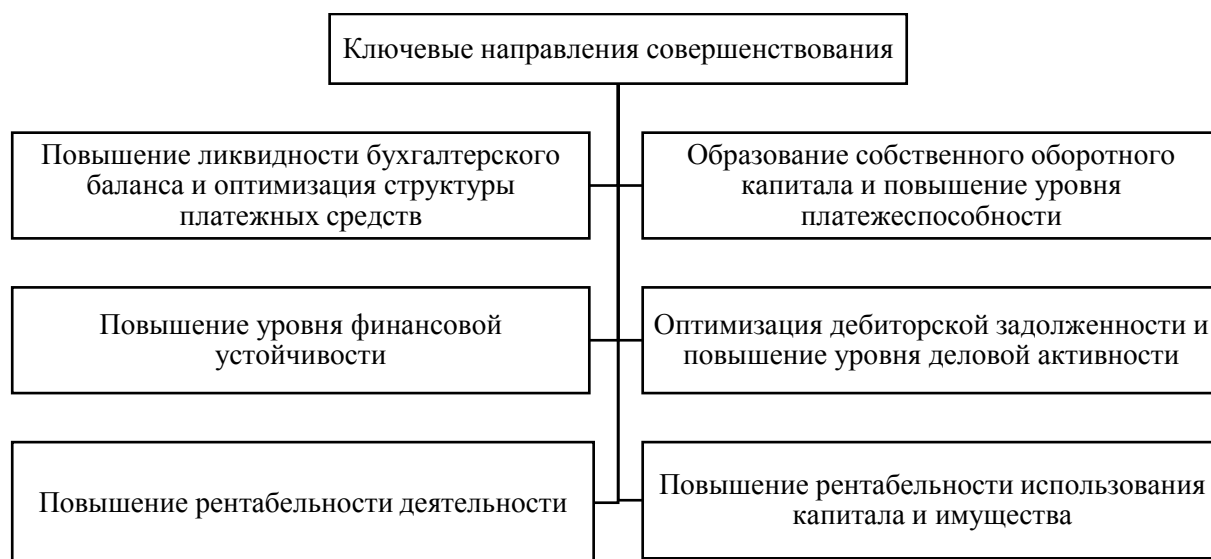 Ключевые направления совершенствования
Повышение ликвидности бухгалтерского
баланса и оптимизация структуры
платежных средств
Образование собственного оборотного
капитала и повышение уровня
платежеспособности
Повышение уровня финансовой
устойчивости
Оптимизация дебиторской задолженности и
повышение уровня деловой активности
Повышение рентабельности деятельности
Повышение рентабельности использования
капитала и имущества